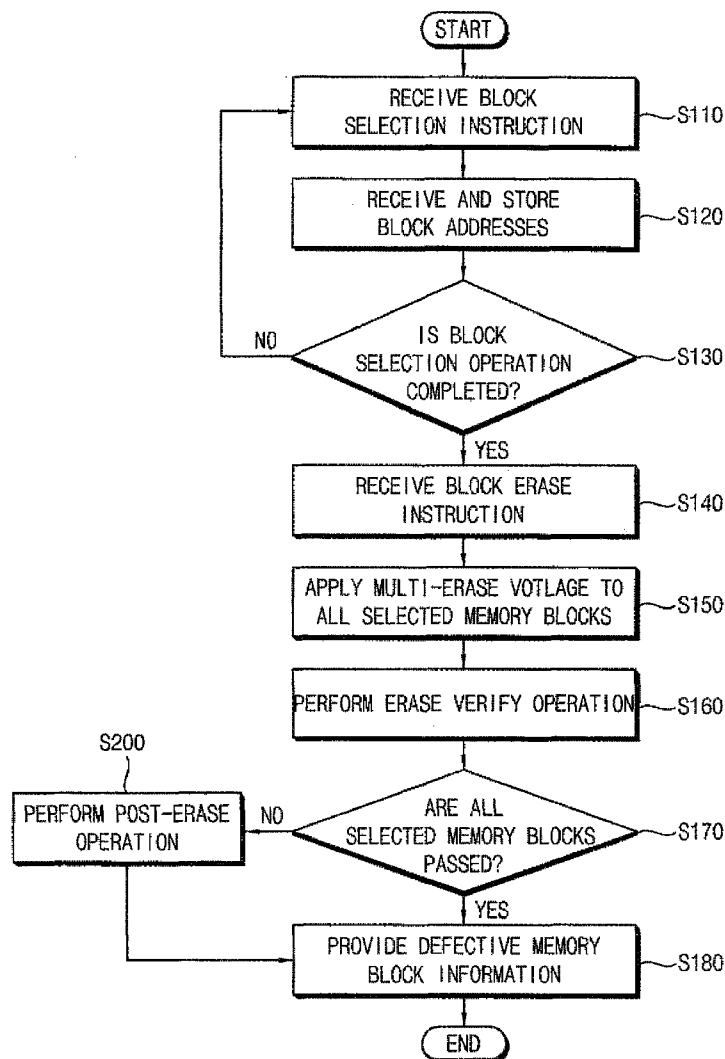 START
RECEIVE BLOCK
SELECTION INSTRUCTION
S110
RECEIVE AND STORE
BLOCK ADDRESSES
S120
NO
IS BLOCK
SELECTION OPERATION
COMPLETED?
S130
YES
RECEIVE BLOCK ERASE
INSTRUCTION
S140
APPLY MULTI-ERASE VOTLAGE TO
ALL SELECTED MEMORY BLOCKS
S150
PERFORM ERASE VERIFY OPERATION
S160
S200
PERFORM POST-ERASE
OPERATION
NO
ARE ALL
SELECTED MEMORY BLOCKS
PASSED?
S170
YES
PROVIDE DEFECTIVE MEMORY
BLOCK INFORMATION
S180
END